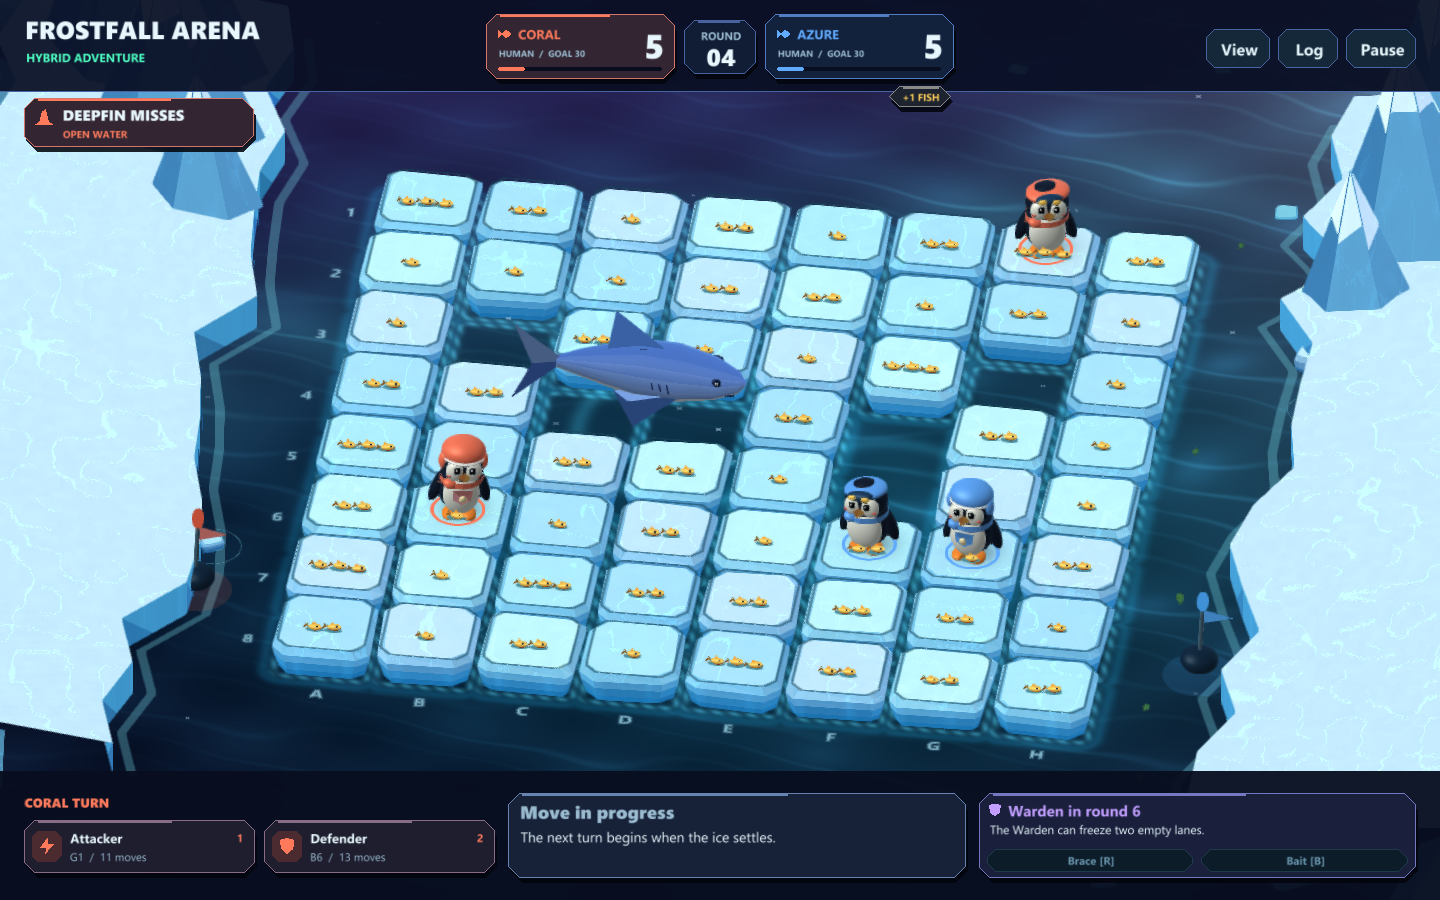 FROSTFALL ARENA
HYBRID ADVENTURE
CORAL
HUMAN / GOAL 30
5
ROUND
04
AZURE
HUMAN / GOAL 30
5
+1 FISH
View
Log
Pause
DEEPFIN MISSES
OPEN WATER
1
2
3
4
5
6
7
8
A
B
C
D
E
F
G
H
CORAL TURN
Attacker
1
G1 / 11 moves
Defender
2
B6 / 13 moves
Move in progress
The next turn begins when the ice settles.
Warden in round 6
The Warden can freeze two empty lanes.
Brace [R]
Bait [B]